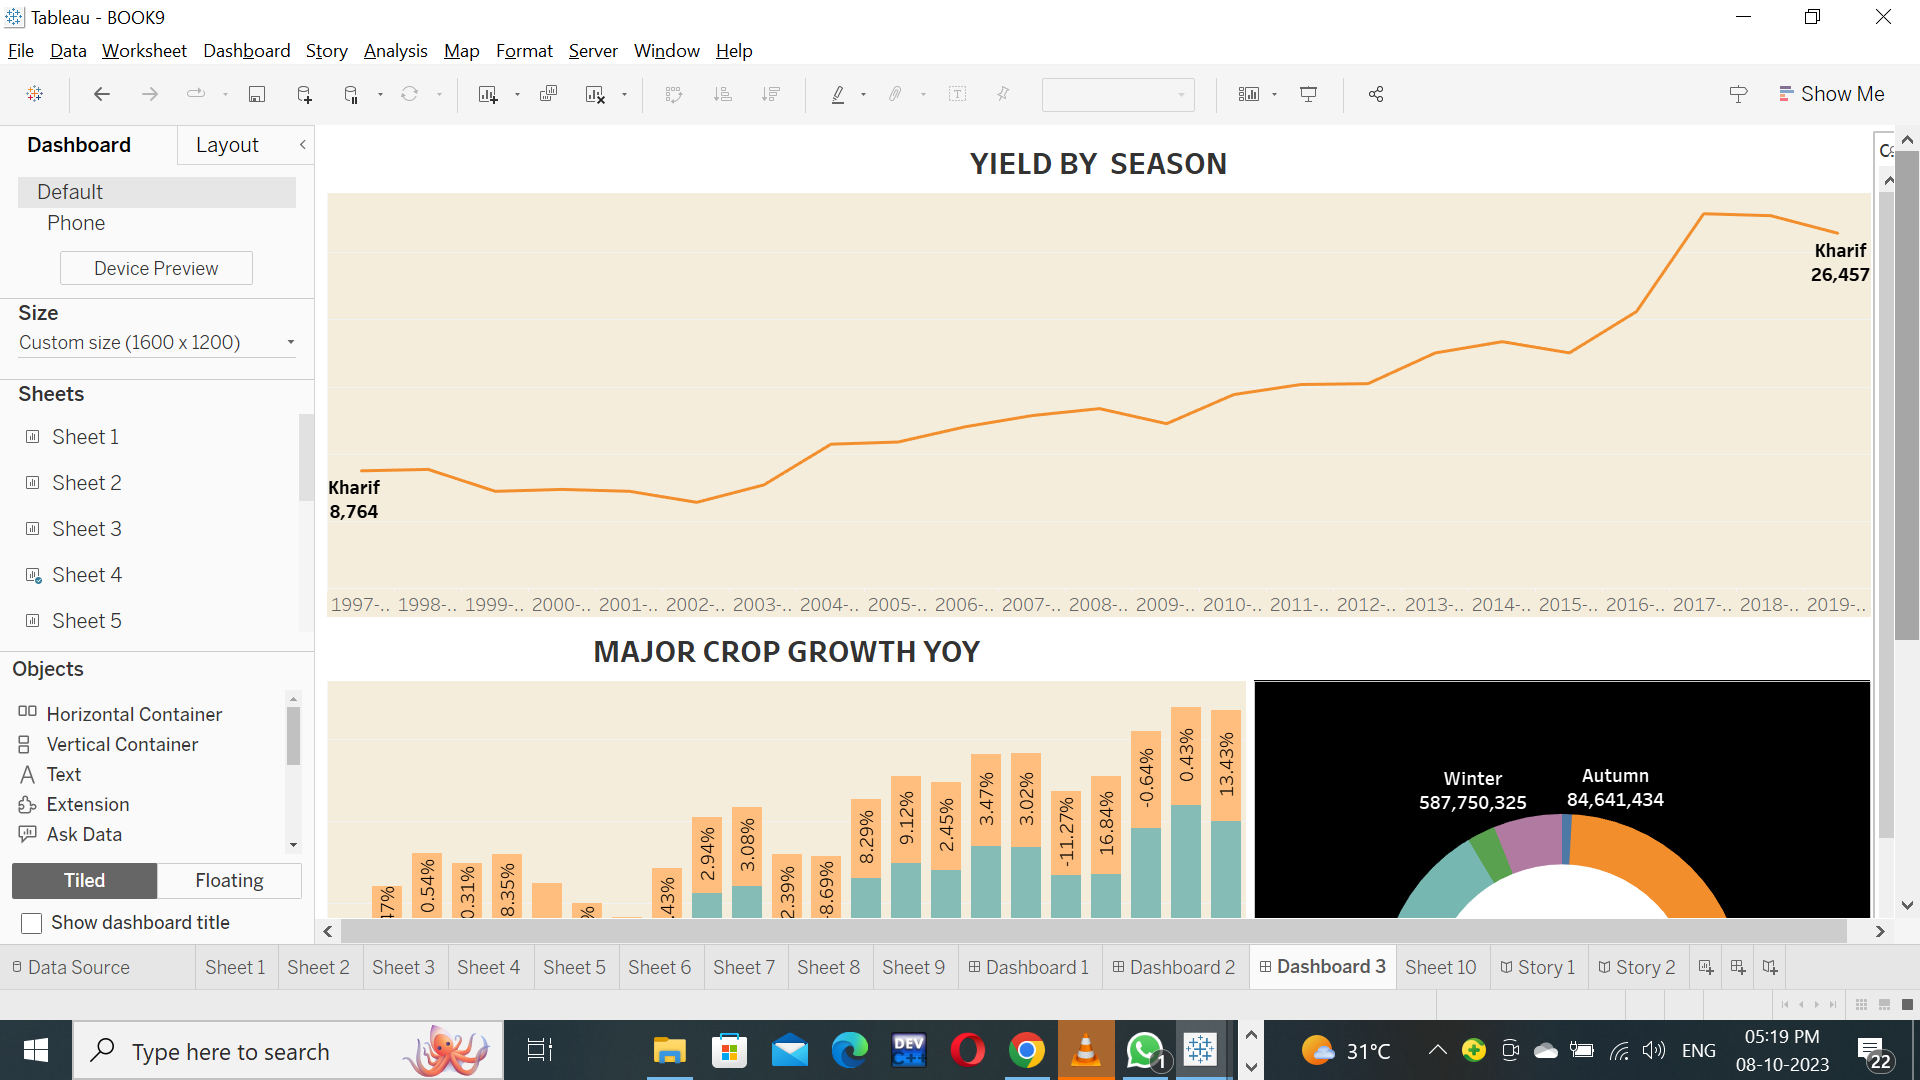 Tableau - BOOK9
File Data Worksheet Dashboard Story Analysis Map Format Server Window Help
Show Me
Dashboard Layout
Default
Phone
Device Preview
Size
Custom size (1600 x 1200)
Sheets
Sheet 1
Sheet 2
Sheet 3
Sheet 4
Sheet 5
Objects
Horizontal Container
Vertical Container
Text
Extension
Ask Data
Tiled Floating
Show dashboard title
YIELD BY SEASON
Kharif
26,457
Kharif
8,764
1997-.. 1998-.. 1999-.. 2000-.. 2001-.. 2002-.. 2003-.. 2004-.. 2005-.. 2006-.. 2007-.. 2008-.. 2009-.. 2010-.. 2011-.. 2012-.. 2013-.. 2014-.. 2015-.. 2016-.. 2017-.. 2018-.. 2019-..
MAJOR CROP GROWTH YOY
47% 0.54% 0.31% 8.35% % .43% 2.94% 3.08% 2.39% -8.69% 8.29% 9.12% 2.45% 3.47% 3.02% -11.27% 16.84% -0.64% 0.43% 13.43%
Winter
587,750,325
Autumn
84,641,434
Data Source Sheet 1 Sheet 2 Sheet 3 Sheet 4 Sheet 5 Sheet 6 Sheet 7 Sheet 8 Sheet 9 Dashboard 1 Dashboard 2 Dashboard 3 Sheet 10 Story 1 Story 2
Type here to search
DEV
C++
1
31°C
ENG
05:19 PM
08-10-2023
22